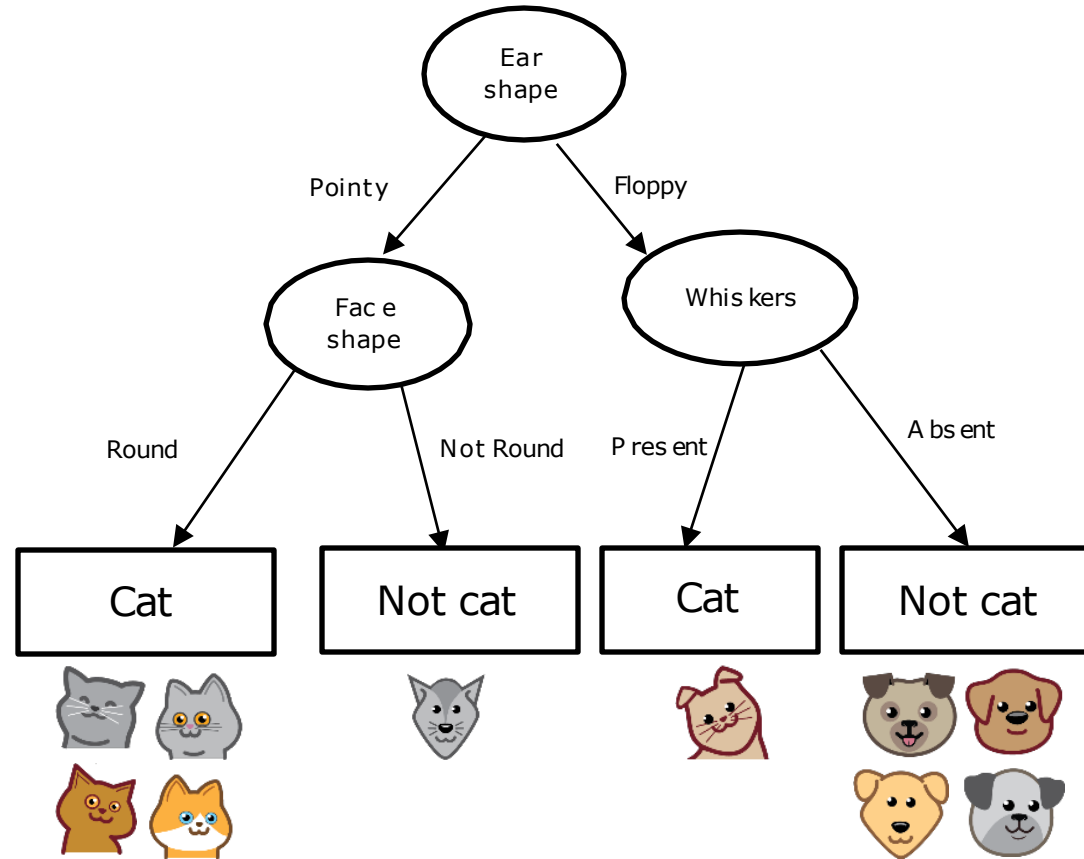 Ear
shape
Pointy
Floppy
Face
shape
Whiskers
Round
Not Round
Present
Absent
Cat
Not cat
Cat
Not cat